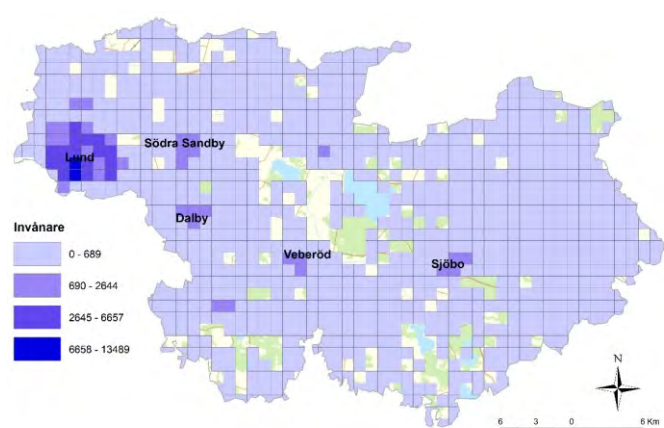 Lund
Södra Sandby
Dalby
Veberöd
Sjöbo
Invånare
0 - 689
690 - 2644
2645 - 6657
6658 - 13489
N
6 3 0 6 Km